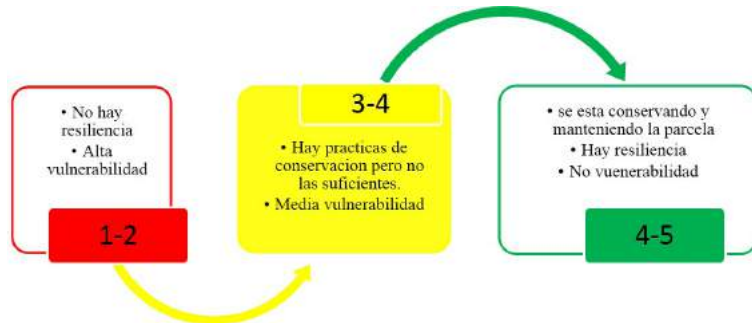 • No hay
resiliencia
• Alta
vulnerabilidad
1-2
3-4
• Hay practicas de
conservacion pero no
las suficientes.
• Media vulnerabilidad
• se esta conservando y
manteniendo la parcela
• Hay resiliencia
• No vuenerabilidad
4-5